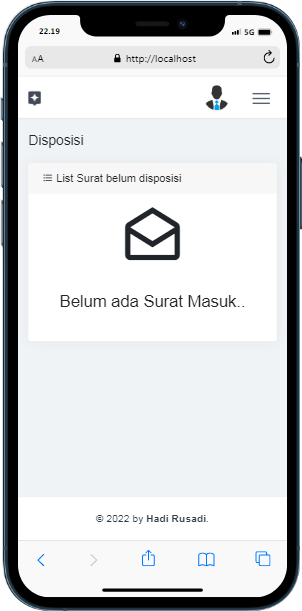 22.19
5G
AA
http://localhost
Disposisi
List Surat belum disposisi
Belum ada Surat Masuk..
© 2022 by Hadi Rusadi.